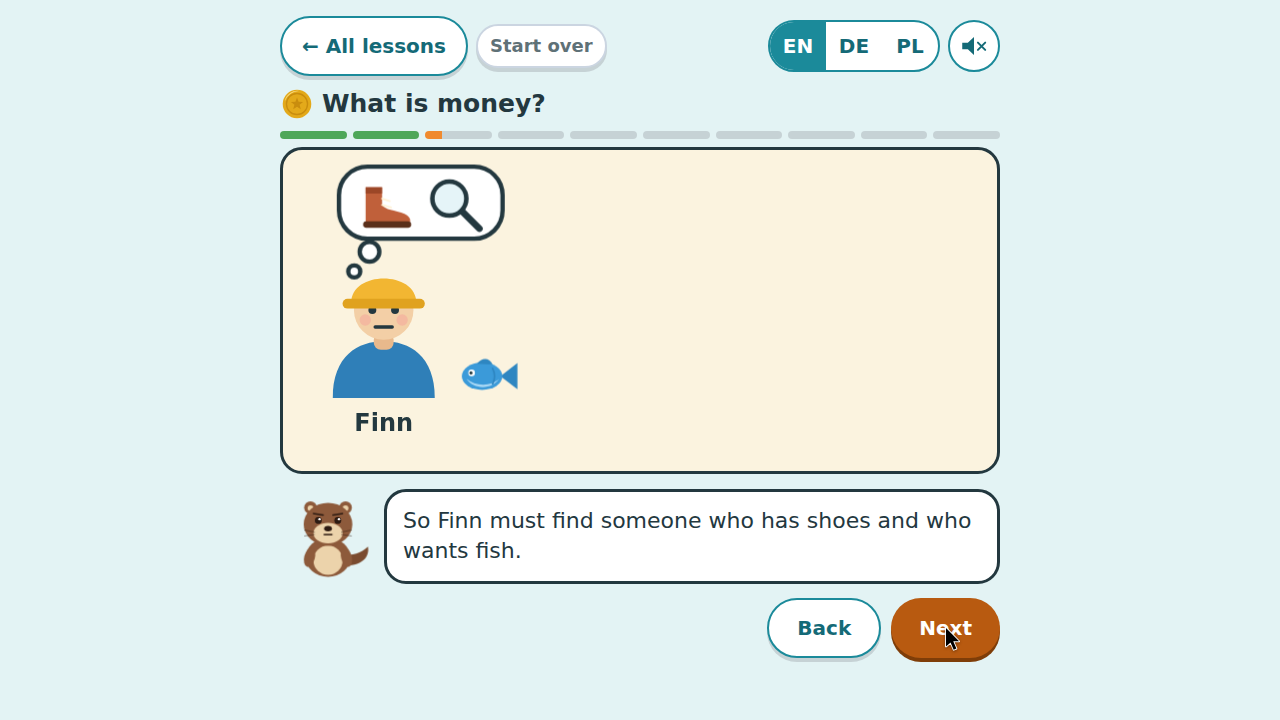 ← All lessons
Start over
EN
DE
PL
What is money?
Finn
So Finn must find someone who has shoes and who
wants fish.
Back
Next